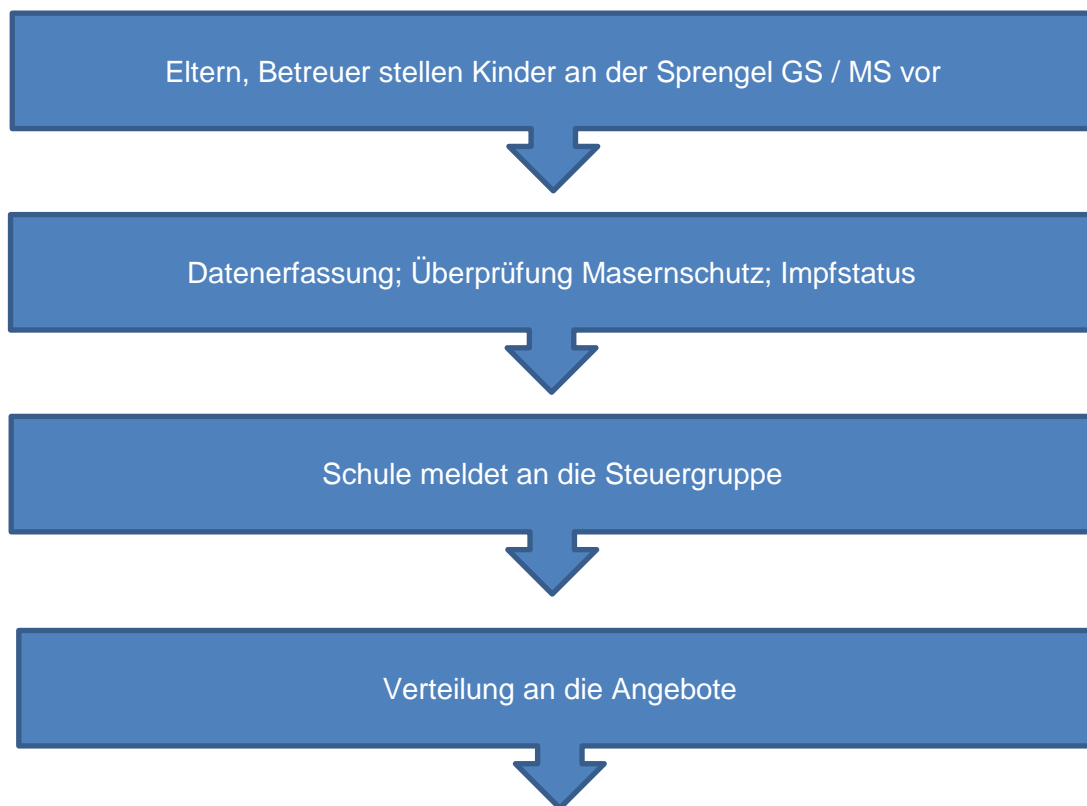 Eltern, Betreuer stellen Kinder an der Sprengel GS / MS vor
Datenerfassung; Überprüfung Masernschutz; Impfstatus
Schule meldet an die Steuergruppe
Verteilung an die Angebote